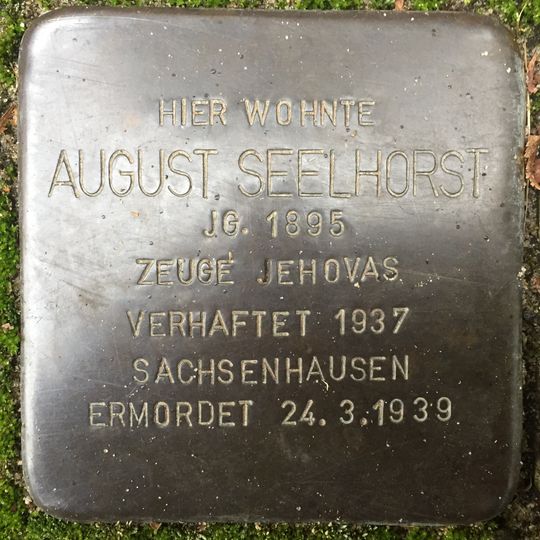 HIER WOHNTE
AUGUST SEELHORST
JG. 1895
ZEUGE JEHOVAS
VERHAFTET 1937
SACHSENHAUSEN
ERMORDET 24.3.1939